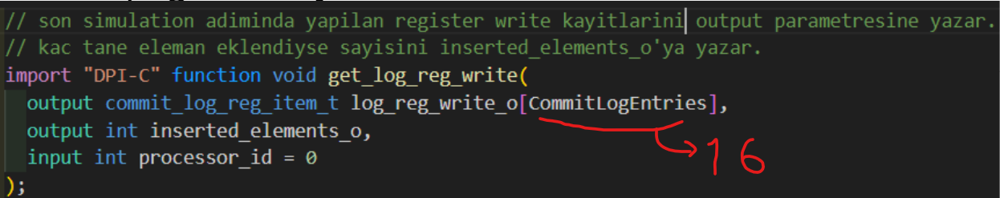 // son simulation adiminda yapilan register write kayitlarini output parametresine yazar.
// kac tane eleman eklendiyse sayisini inserted_elements_o'ya yazar.
import "DPI-C" function void get_log_reg_write(
  output commit_log_reg_item_t log_reg_write_o[CommitLogEntries],
  output int inserted_elements_o,
  input int processor_id = 0
);
16